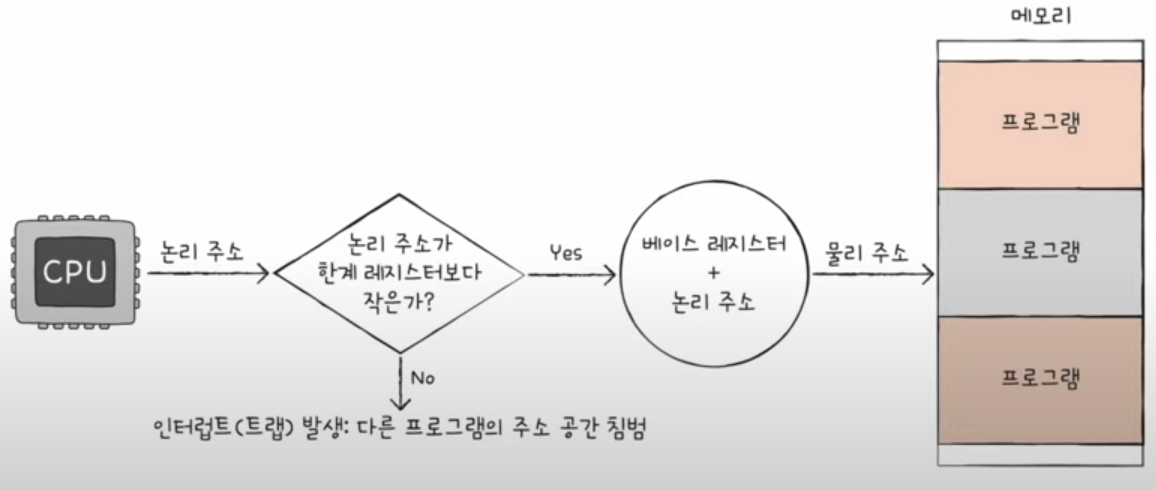 메모리
프로그램
프로그램
프로그램
CPU
논리 주소
논리 주소가
한계 레지스터보다
작은가?
Yes
베이스 레지스터
+
논리 주소
물리 주소
No
인터럽트(트랩) 발생: 다른 프로그램의 주소 공간 침범